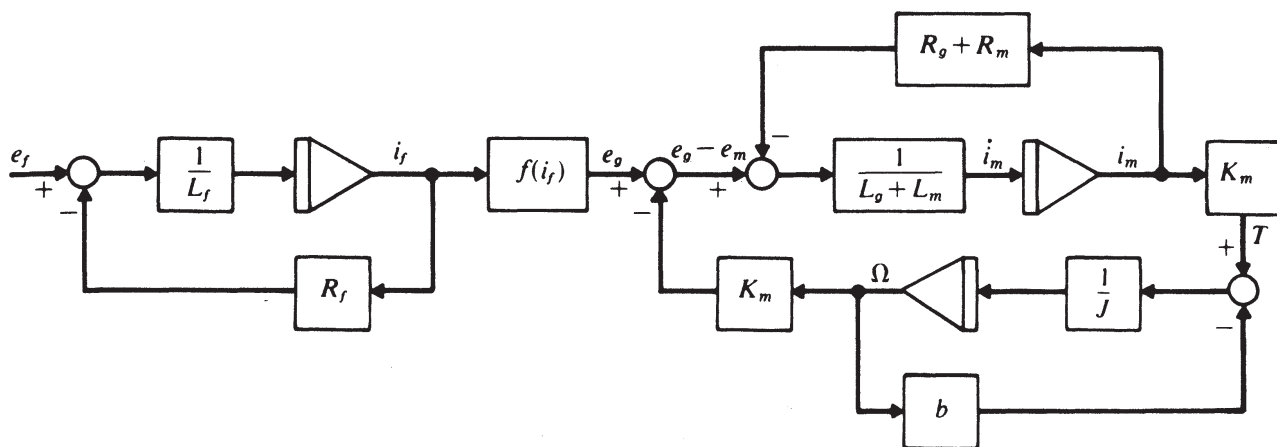 R_g + R_m
−
e_f
+
−
1/L_f
i_f
f(i_f)
e_g
+
−
e_g − e_m
+
1/(L_g + L_m)
i̇_m
i_m
K_m
+
T
−
R_f
K_m
Ω
1/J
b